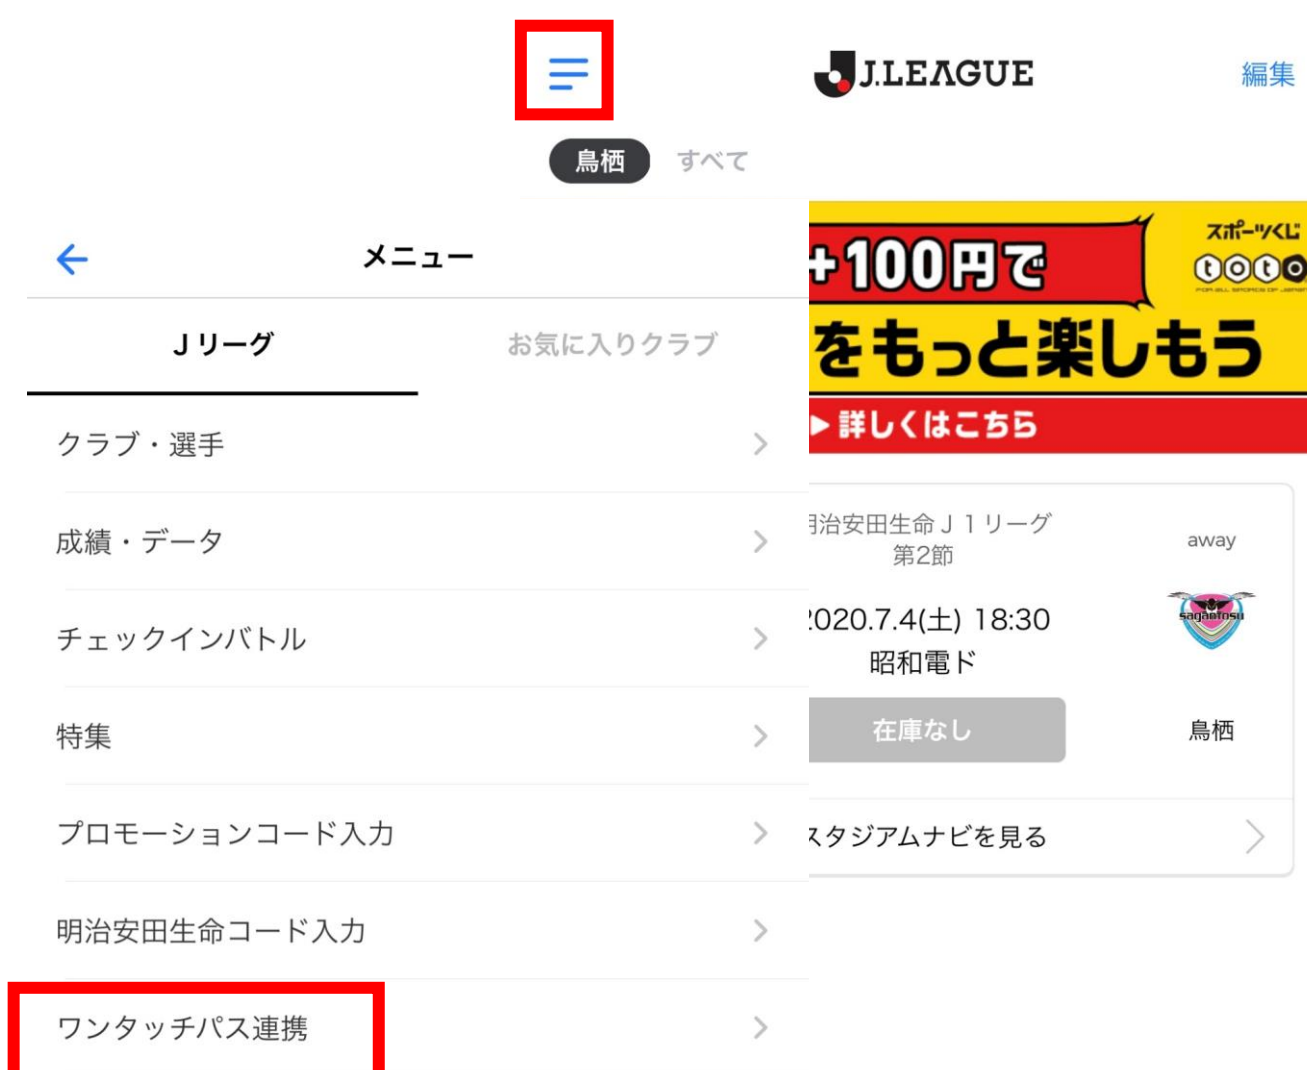 J.LEAGUE
編集
鳥栖
すべて
メニュー
Jリーグ
お気に入りクラブ
クラブ・選手
成績・データ
チェックインバトル
特集
プロモーションコード入力
明治安田生命コード入力
ワンタッチパス連携
+100円で
スポーツくじ
toto
をもっと楽しもう
▶詳しくはこちら
治安田生命J1リーグ
第2節
away
020.7.4(土) 18:30
昭和電ド
sagantosu
在庫なし
鳥栖
スタジアムナビを見る